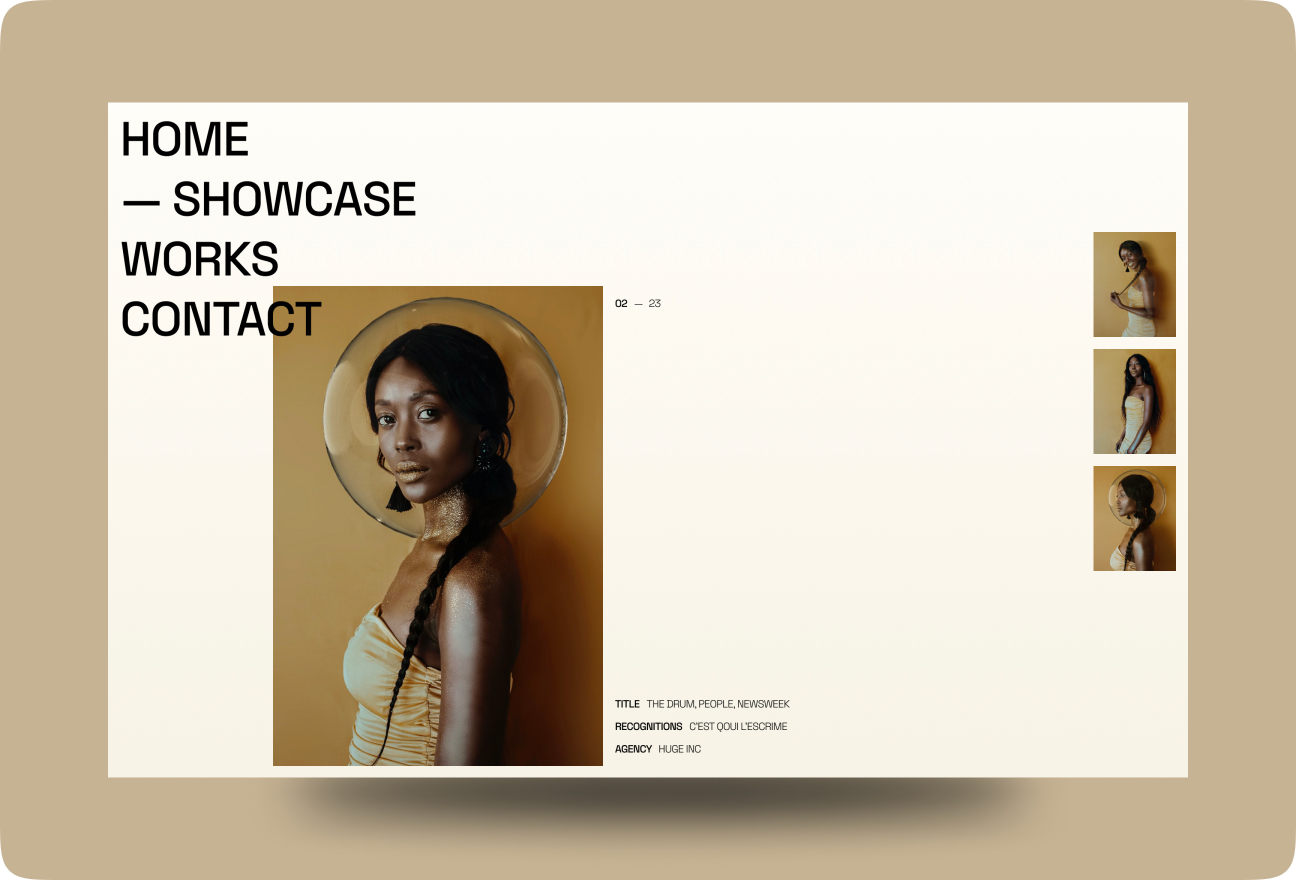 HOME
— SHOWCASE
WORKS
CONTACT
02 — 23
TITLE THE DRUM, PEOPLE, NEWSWEEK
RECOGNITIONS C'EST QOUI L'ESCRIME
AGENCY HUGE INC